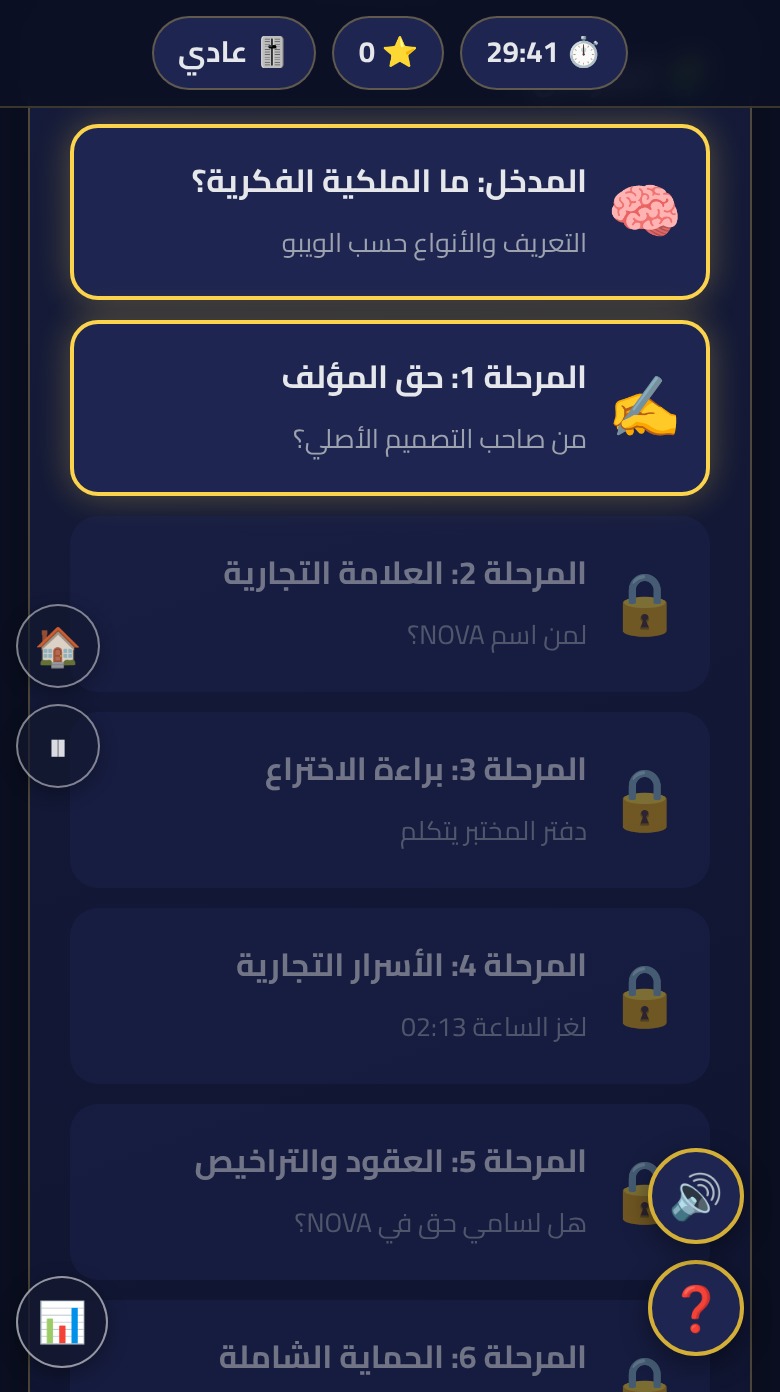 29:41
0
عادي
المدخل: ما الملكية الفكرية؟
التعريف والأنواع حسب الويبو
المرحلة 1: حق المؤلف
من صاحب التصميم الأصلي؟
المرحلة 2: العلامة التجارية
لمن اسم NOVA؟
المرحلة 3: براءة الاختراع
دفتر المختبر يتكلم
المرحلة 4: الأسرار التجارية
لغز الساعة 02:13
المرحلة 5: العقود والتراخيص
هل لسامي حق في NOVA؟
المرحلة 6: الحماية الشاملة